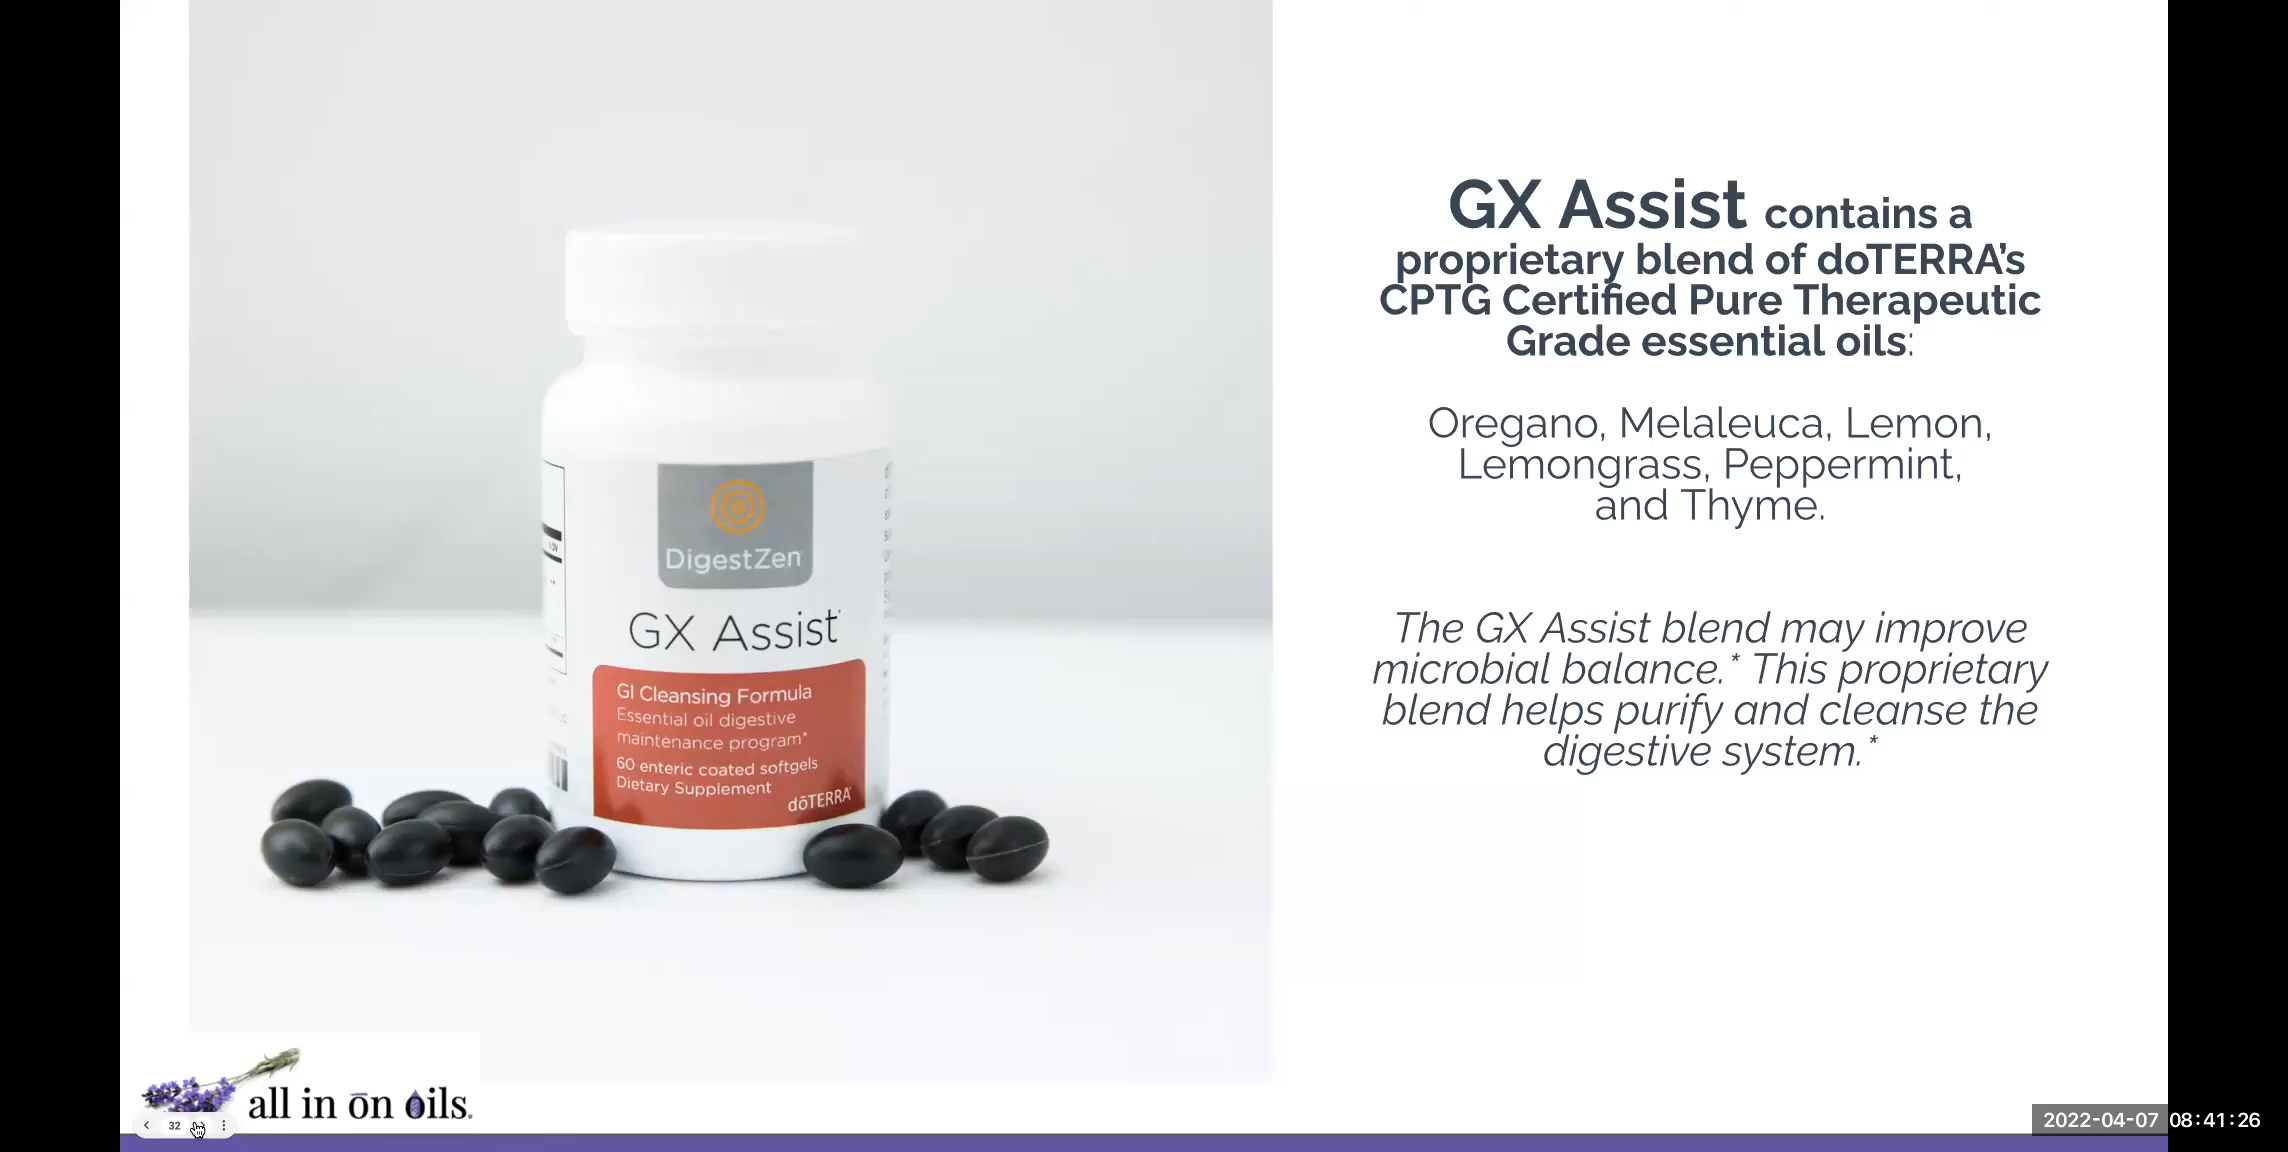 GX Assist contains a
proprietary blend of doTERRA’s
CPTG Certified Pure Therapeutic
Grade essential oils:
Oregano, Melaleuca, Lemon,
Lemongrass, Peppermint,
and Thyme.
The GX Assist blend may improve
microbial balance.* This proprietary
blend helps purify and cleanse the
digestive system.*
DigestZen
GX Assist
GI Cleansing Formula
Essential oil digestive
maintenance program*
60 enteric coated softgels
Dietary Supplement
dōTERRA
all in ōn oils.
32
2022-04-07 08:41:26